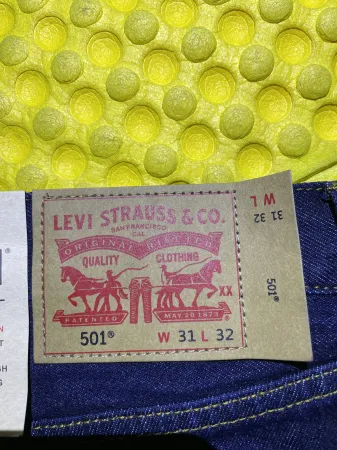 LEVI STRAUSS & CO.
SAN FRANCISCO
CAL.
ORIGINAL RIVETED
QUALITY CLOTHING
XX
PATENTED MAY 20 1873
501® W 31 L 32
W L
31 32
501®
N
T
SH
G